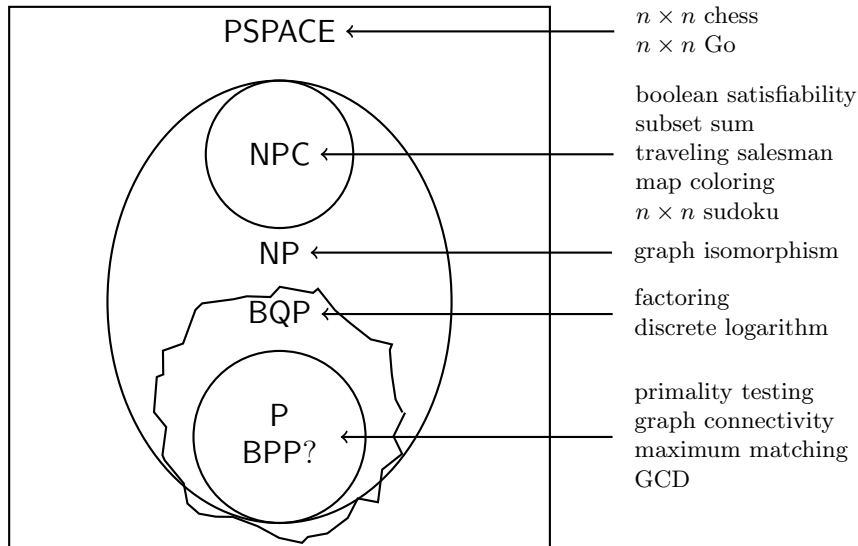 PSPACE
n × n chess
n × n Go
NPC
boolean satisfiability
subset sum
traveling salesman
map coloring
n × n sudoku
NP
graph isomorphism
BQP
factoring
discrete logarithm
P
BPP?
primality testing
graph connectivity
maximum matching
GCD